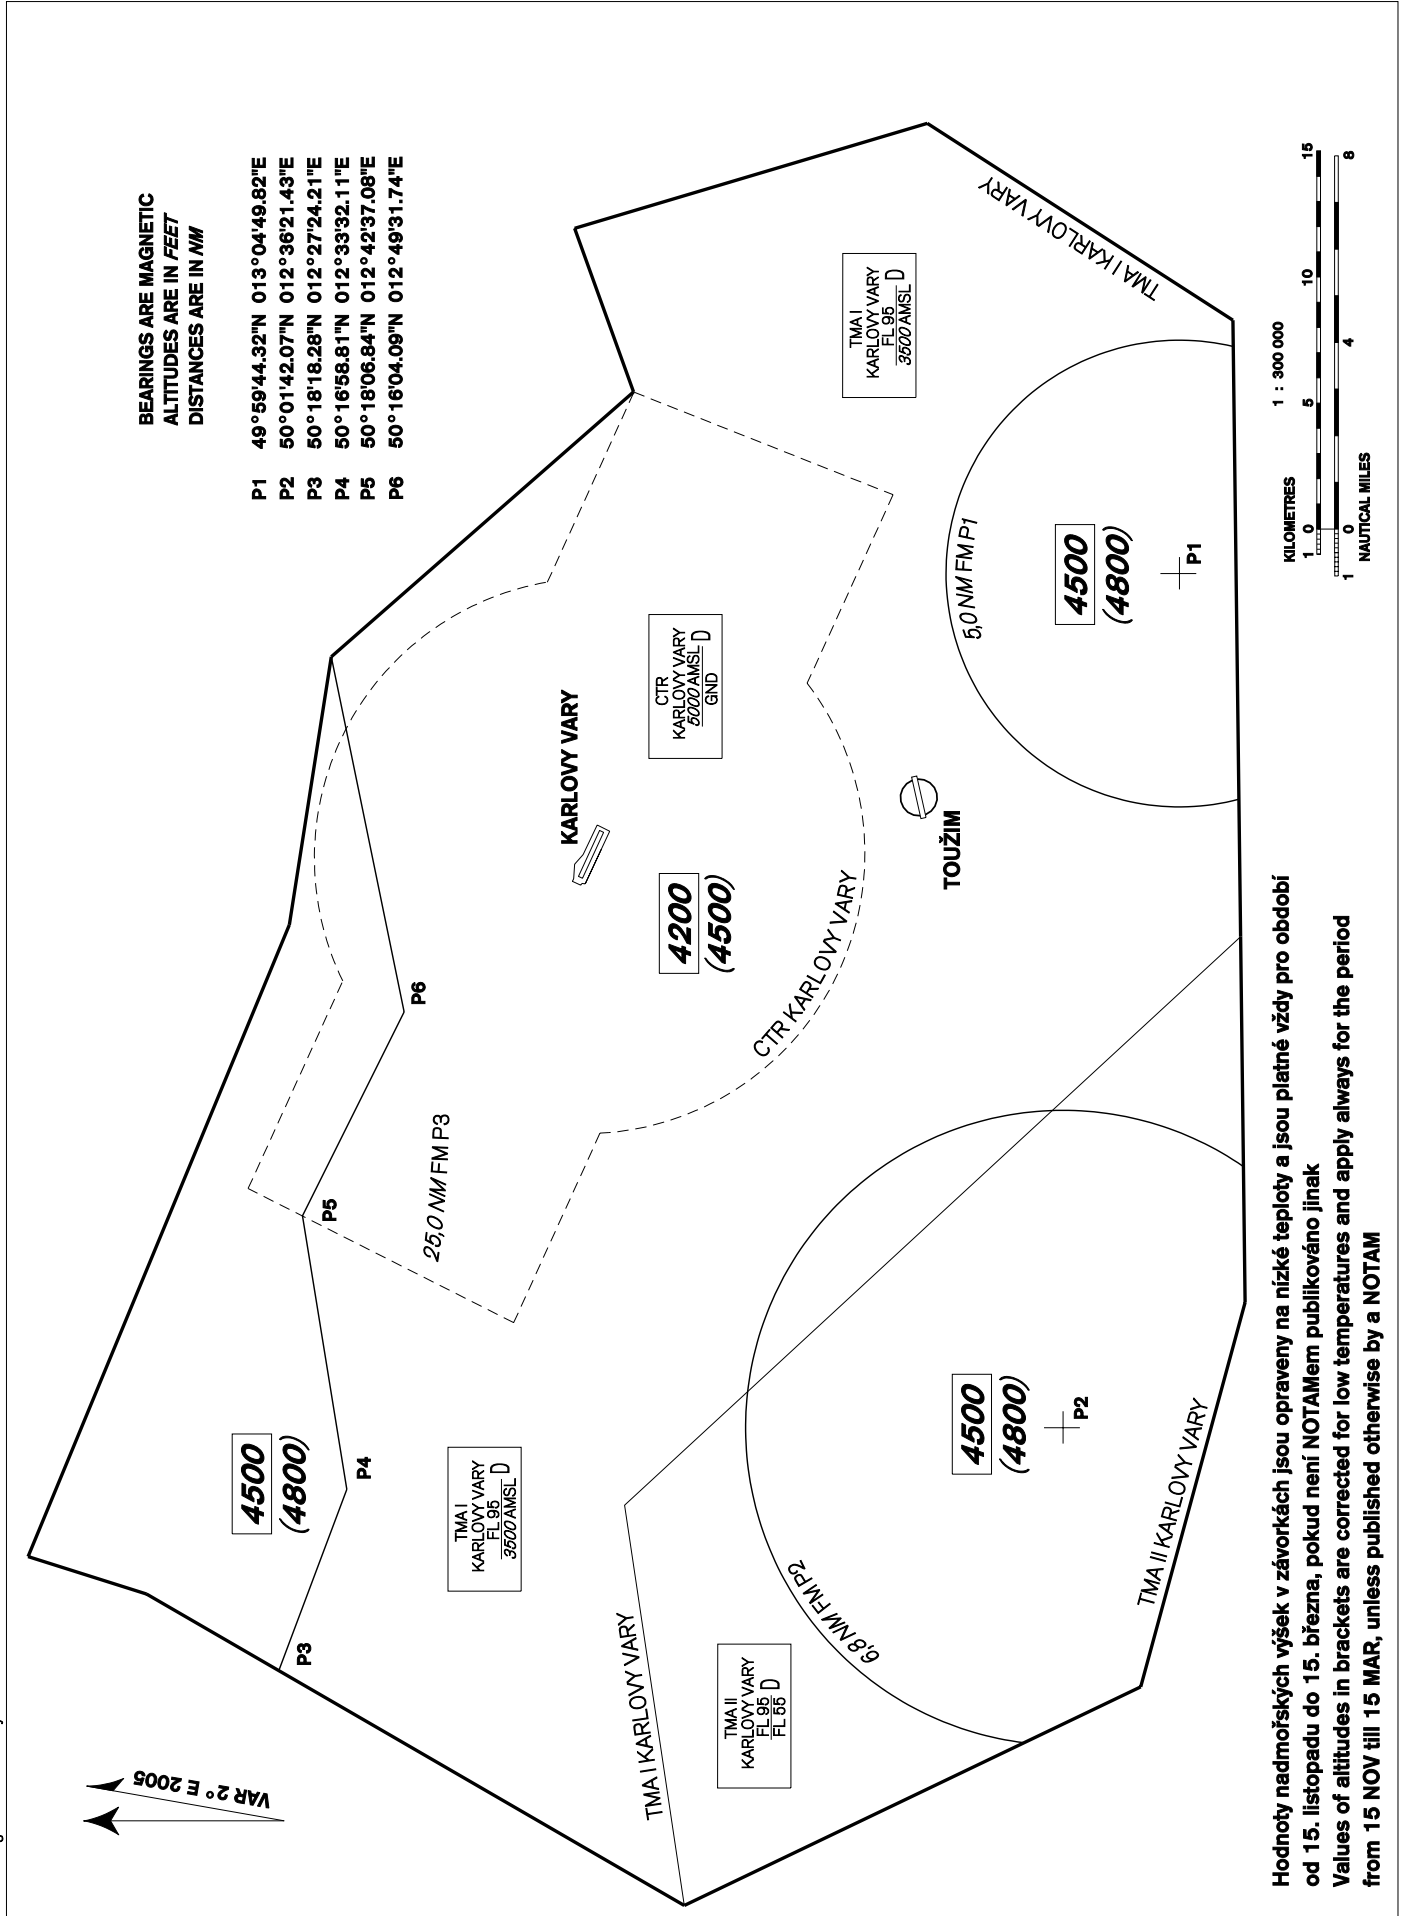 BEARINGS ARE MAGNETIC
ALTITUDES ARE IN FEET
DISTANCES ARE IN NM
P1 49°59'44.32"N 013°04'49.82"E
P2 50°01'42.07"N 012°36'21.43"E
P3 50°18'18.28"N 012°27'24.21"E
P4 50°16'58.81"N 012°33'32.11"E
P5 50°18'06.84"N 012°42'37.08"E
P6 50°16'04.09"N 012°49'31.74"E
VAR 2° E 2005
4500
(4800)
P3
P4
P5
P6
25,0 NM FM P3
TMA I
KARLOVY VARY
FL 95
3500 AMSL
D
KARLOVY VARY
4200
(4500)
CTR
KARLOVY VARY
5000 AMSL
GND
D
CTR KARLOVY VARY
TMA I KARLOVY VARY
TMA II
KARLOVY VARY
FL 95
FL 55
D
6,8 NM FM P2
4500
(4800)
P2
TMA II KARLOVY VARY
TOUŽIM
TMA I
KARLOVY VARY
FL 95
3500 AMSL
D
TMA I KARLOVY VARY
5,0 NM FM P1
4500
(4800)
P1
1 : 300 000
KILOMETRES
1 0 5 10 15
1 0 4 8
NAUTICAL MILES
Hodnoty nadmořských výšek v závorkách jsou opraveny na nízké teploty a jsou platné vždy pro období
od 15. listopadu do 15. března, pokud není NOTAMem publikováno jinak
Values of altitudes in brackets are corrected for low temperatures and apply always for the period
from 15 NOV till 15 MAR, unless published otherwise by a NOTAM